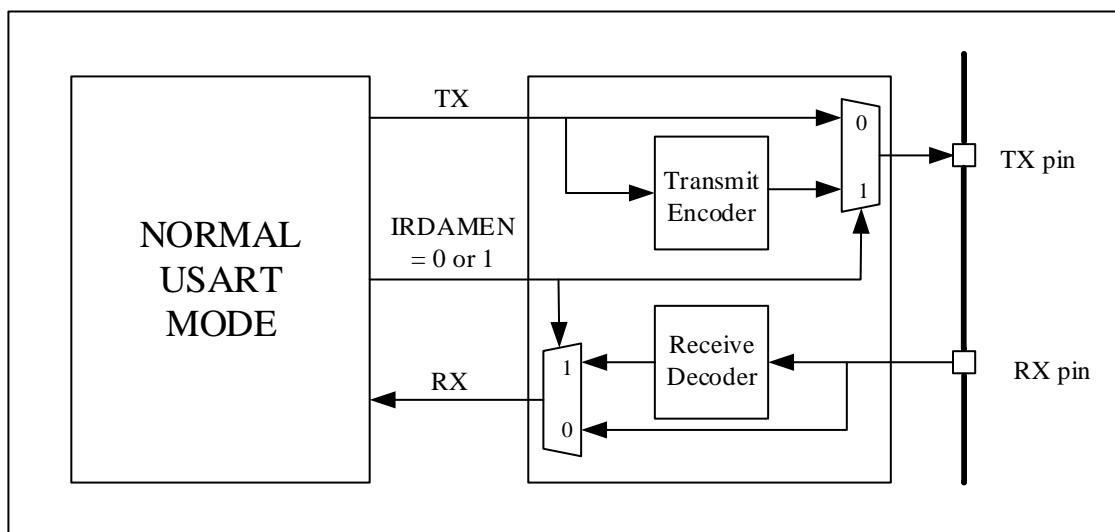 TX
0
TX pin
Transmit
Encoder
1
NORMAL
USART
MODE
IRDAMEN
= 0 or 1
Receive
Decoder
1
RX
RX pin
0